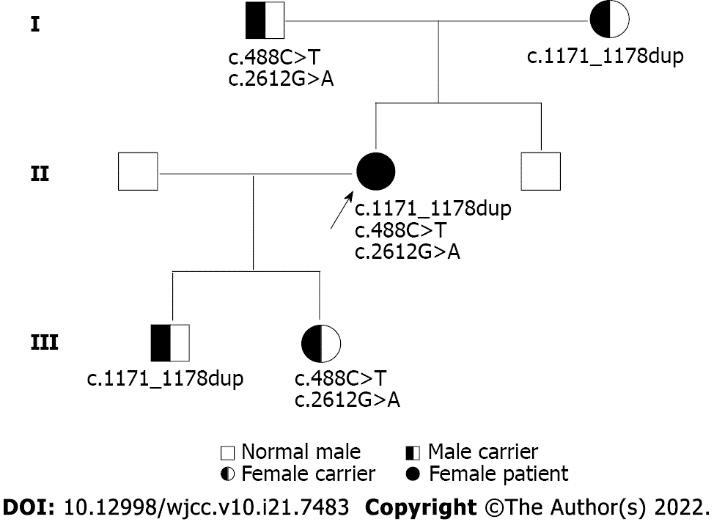 I
c.488C>T
c.2612G>A
c.1171_1178dup
II
c.1171_1178dup
c.488C>T
c.2612G>A
III
c.1171_1178dup
c.488C>T
c.2612G>A
Normal male Male carrier
Female carrier Female patient
DOI: 10.12998/wjcc.v10.i21.7483 Copyright ©The Author(s) 2022.